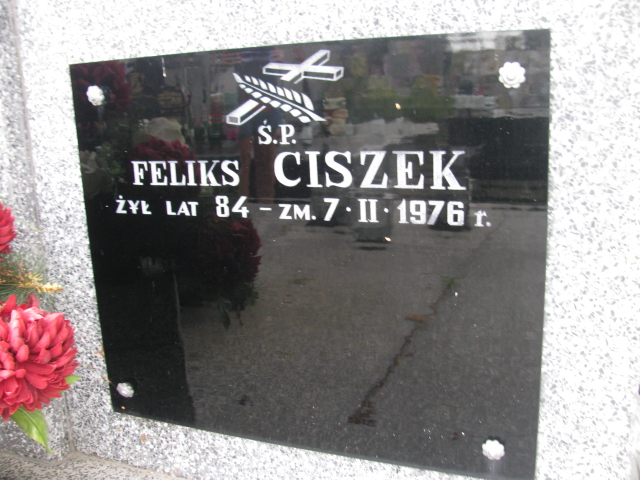 Ś.P.
FELIKS CISZEK
ŻYŁ LAT 84 – ZM. 7·II·1976 r.